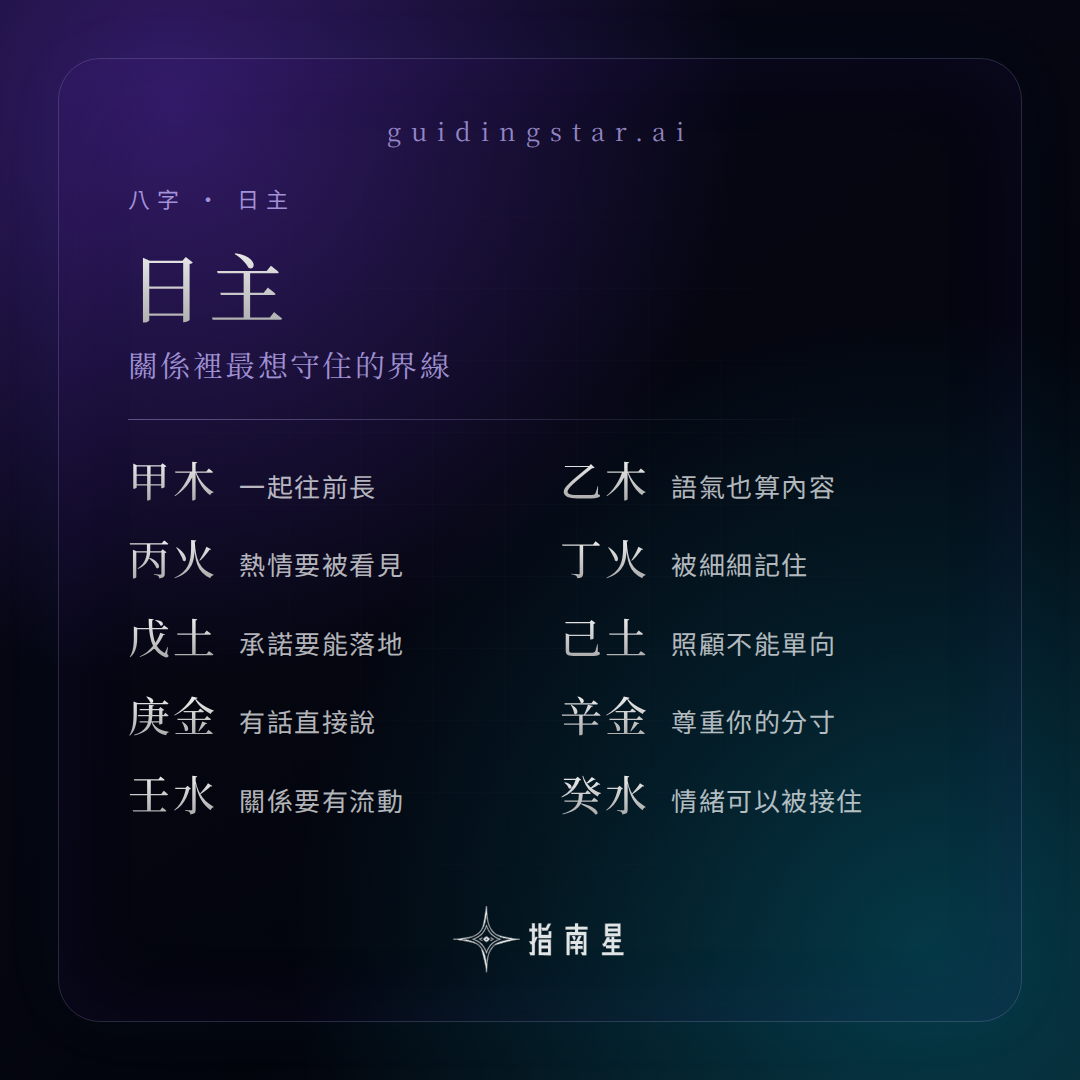 guidingstar.ai
八字 · 日主
日主
關係裡最想守住的界線
甲木 一起往前長
乙木 語氣也算內容
丙火 熱情要被看見
丁火 被細細記住
戊土 承諾要能落地
己土 照顧不能單向
庚金 有話直接說
辛金 尊重你的分寸
壬水 關係要有流動
癸水 情緒可以被接住
指南星